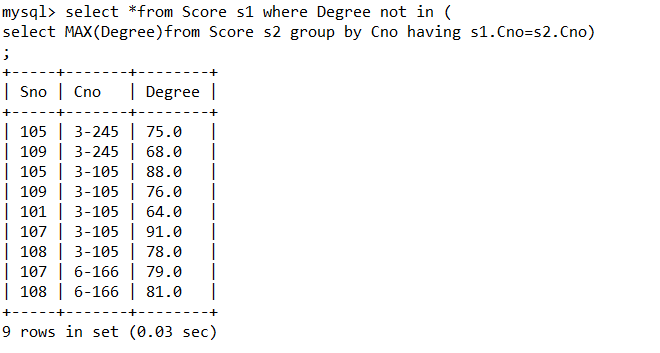 mysql> select *from Score s1 where Degree not in (
select MAX(Degree)from Score s2 group by Cno having s1.Cno=s2.Cno)
;
+-----+-------+--------+
| Sno | Cno   | Degree |
+-----+-------+--------+
| 105 | 3-245 | 75.0   |
| 109 | 3-245 | 68.0   |
| 105 | 3-105 | 88.0   |
| 109 | 3-105 | 76.0   |
| 101 | 3-105 | 64.0   |
| 107 | 3-105 | 91.0   |
| 108 | 3-105 | 78.0   |
| 107 | 6-166 | 79.0   |
| 108 | 6-166 | 81.0   |
+-----+-------+--------+
9 rows in set (0.03 sec)